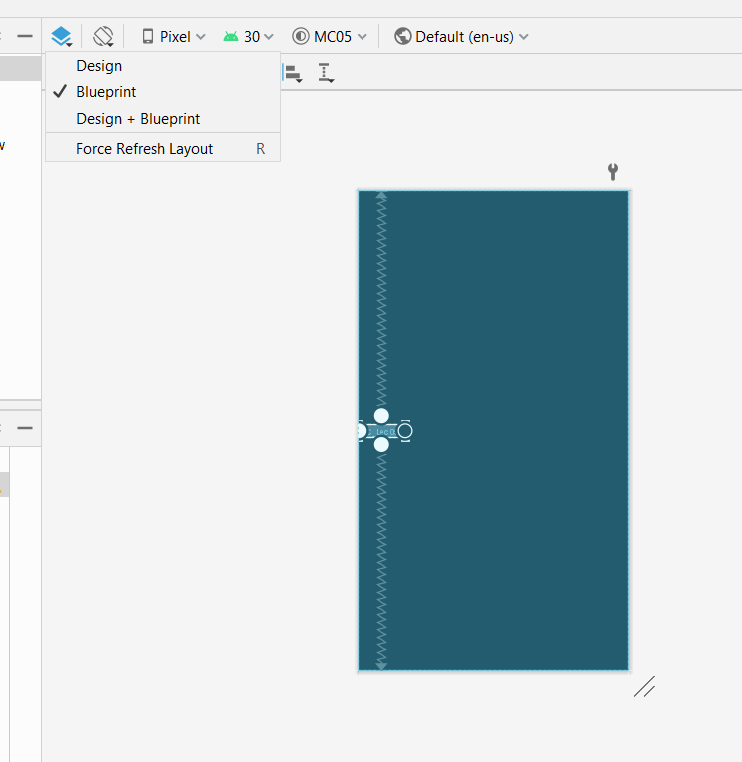 Pixel 30 MC05 Default (en-us)
Design
Blueprint
Design + Blueprint
Force Refresh Layout R